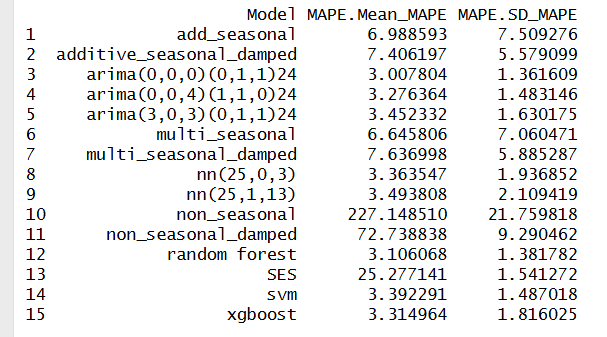 Model MAPE.Mean_MAPE MAPE.SD_MAPE
1 add_seasonal 6.988593 7.509276
2 additive_seasonal_damped 7.406197 5.579099
3 arima(0,0,0)(0,1,1)24 3.007804 1.361609
4 arima(0,0,4)(1,1,0)24 3.276364 1.483146
5 arima(3,0,3)(0,1,1)24 3.452332 1.630175
6 multi_seasonal 6.645806 7.060471
7 multi_seasonal_damped 7.636998 5.885287
8 nn(25,0,3) 3.363547 1.936852
9 nn(25,1,13) 3.493808 2.109419
10 non_seasonal 227.148510 21.759818
11 non_seasonal_damped 72.738838 9.290462
12 random forest 3.106068 1.381782
13 SES 25.277141 1.541272
14 svm 3.392291 1.487018
15 xgboost 3.314964 1.816025